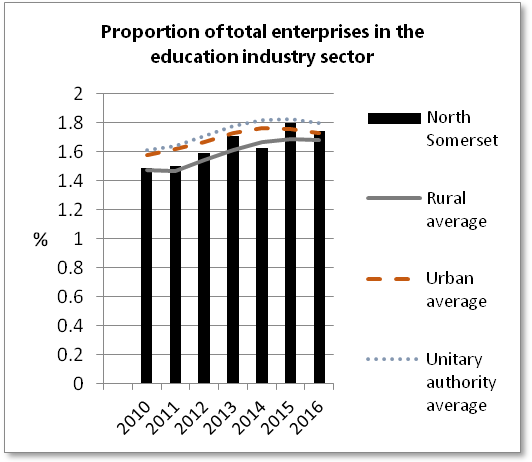 Proportion of total enterprises in the
education industry sector
2
1.8
1.6
1.4
1.2
1
0.8
0.6
0.4
0.2
0
%
2010
2011
2012
2013
2014
2015
2016
North
Somerset
Rural
average
Urban
average
Unitary
authority
average